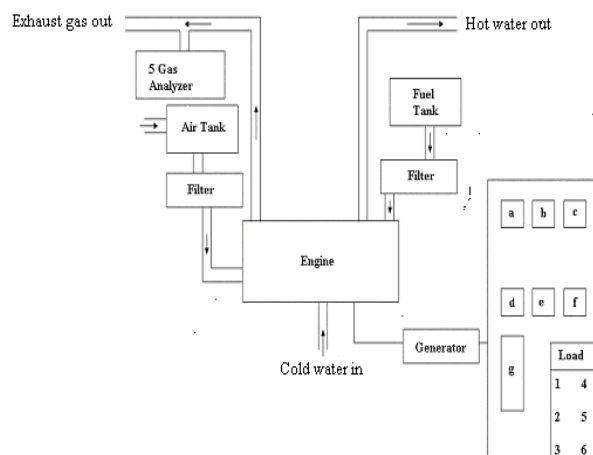 Exhaust gas out
Hot water out
5 Gas
Analyzer
Fuel
Tank
Air Tank
Filter
Filter
a b c
Engine
d e f
Generator
g
Load
Cold water in
1 4
2 5
3 6